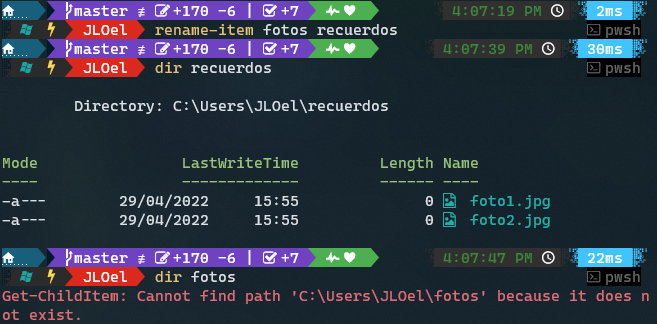 master ≢ +170 -6 | +7 4:07:19 PM 2ms
JLOel rename-item fotos recuerdos pwsh
master ≢ +170 -6 | +7 4:07:39 PM 30ms
JLOel dir recuerdos pwsh
Directory: C:\Users\JLOel\recuerdos
Mode LastWriteTime Length Name
---- ------------- ------ ----
-a--- 29/04/2022 15:55 0 foto1.jpg
-a--- 29/04/2022 15:55 0 foto2.jpg
master ≢ +170 -6 | +7 4:07:47 PM 22ms
JLOel dir fotos pwsh
Get-ChildItem: Cannot find path 'C:\Users\JLOel\fotos' because it does n
ot exist.